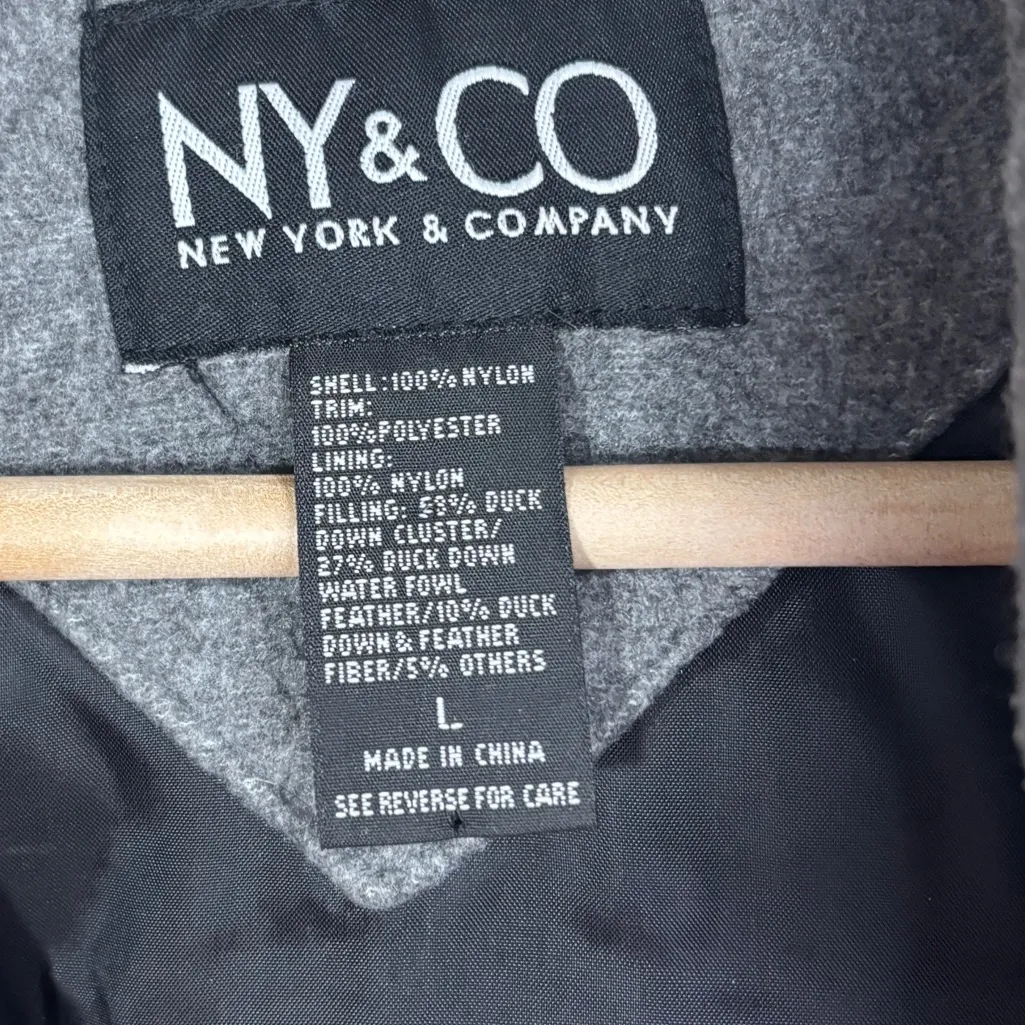 NY&CO
NEW YORK & COMPANY
SHELL:100% NYLON
TRIM:
100%POLYESTER
LINING:
100% NYLON
FILLING: 53% DUCK
DOWN CLUSTER/
27% DUCK DOWN
WATER FOWL
FEATHER/10% DUCK
DOWN & FEATHER
FIBER/5% OTHERS
L
MADE IN CHINA
SEE REVERSE FOR CARE